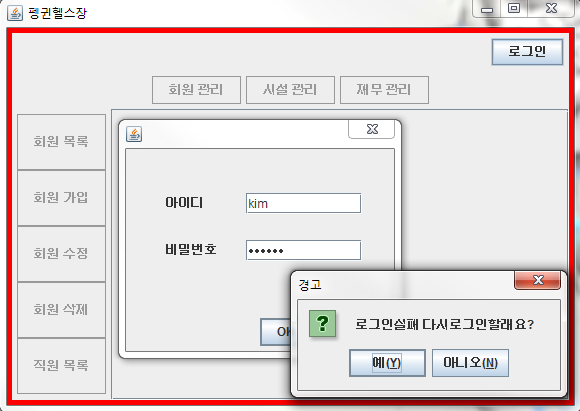 펭귄헬스장
로그인
회원 관리 시설 관리 재무 관리
회원 목록
회원 가입
회원 수정
회원 삭제
직원 목록
아이디 kim
비밀번호 ••••••
OK
경고
로그인실패 다시로그인할래요?
예(Y) 아니오(N)